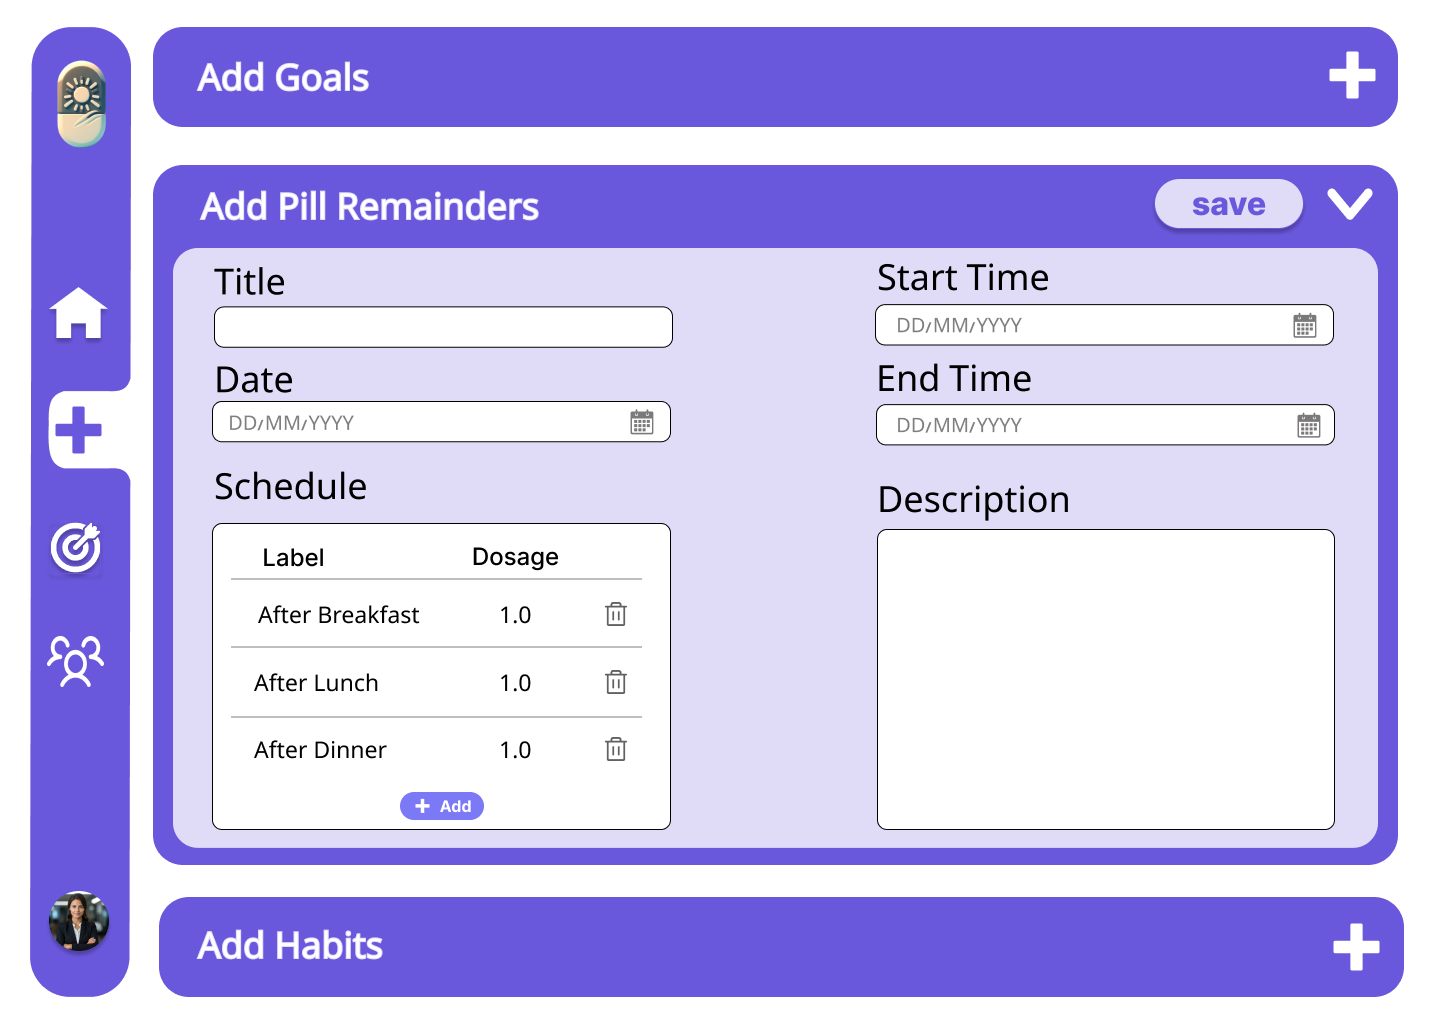 Add Goals
Add Pill Remainders
save
Title
Start Time
DD/MM/YYYY
Date
End Time
DD/MM/YYYY
DD/MM/YYYY
Schedule
Description
Label Dosage
After Breakfast 1.0
After Lunch 1.0
After Dinner 1.0
Add
Add Habits